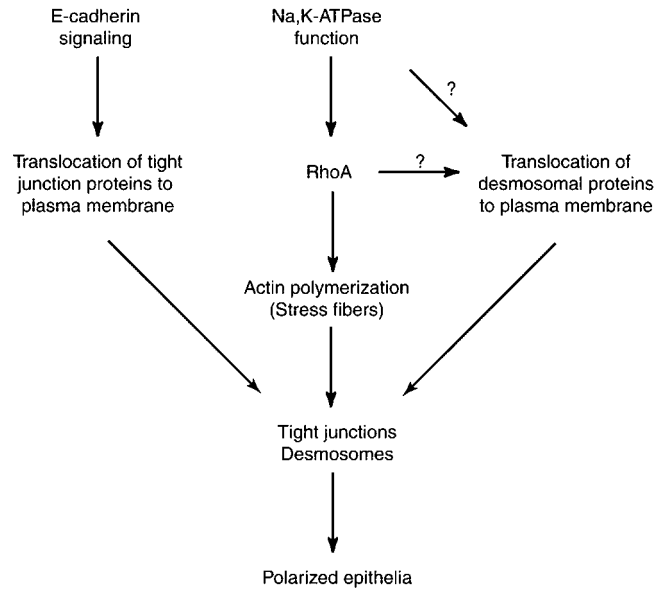 E-cadherin
signaling
Na,K-ATPase
function
?
Translocation of tight
junction proteins to
plasma membrane
RhoA
?
Translocation of
desmosomal proteins
to plasma membrane
Actin polymerization
(Stress fibers)
Tight junctions
Desmosomes
Polarized epithelia